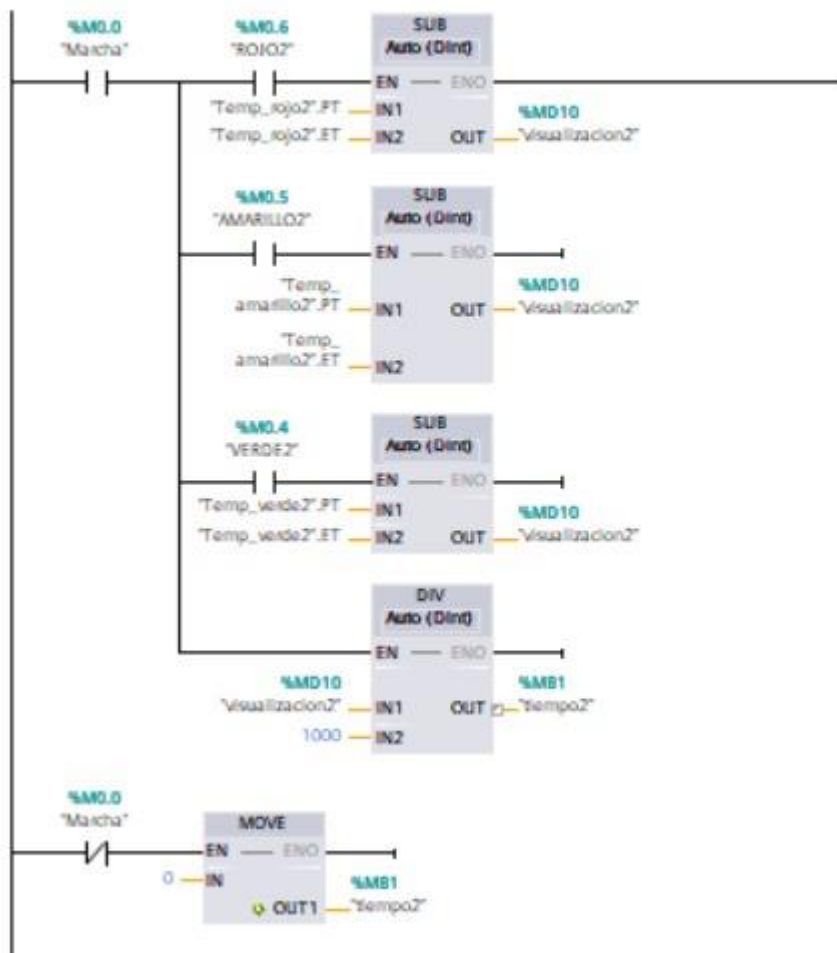 %M0.0
"Marcha"
%M0.6
"ROJO2"
SUB
Auto (DInt)
EN
ENO
"Temp_rojo2".PT
IN1
"Temp_rojo2".ET
IN2
OUT
%MD10
"visualizacion2"
%M0.5
"AMARILLO2"
SUB
Auto (DInt)
EN
ENO
"Temp_
amarillo2".PT
IN1
OUT
%MD10
"visualizacion2"
"Temp_
amarillo2".ET
IN2
%M0.4
"VERDE2"
SUB
Auto (DInt)
EN
ENO
"Temp_verde2".PT
IN1
"Temp_verde2".ET
IN2
OUT
%MD10
"visualizacion2"
DIV
Auto (DInt)
EN
ENO
%MD10
"visualizacion2"
IN1
OUT
%MB1
"tiempo2"
1000
IN2
%M0.0
"Marcha"
MOVE
EN
ENO
0
IN
OUT1
%MB1
"tiempo2"